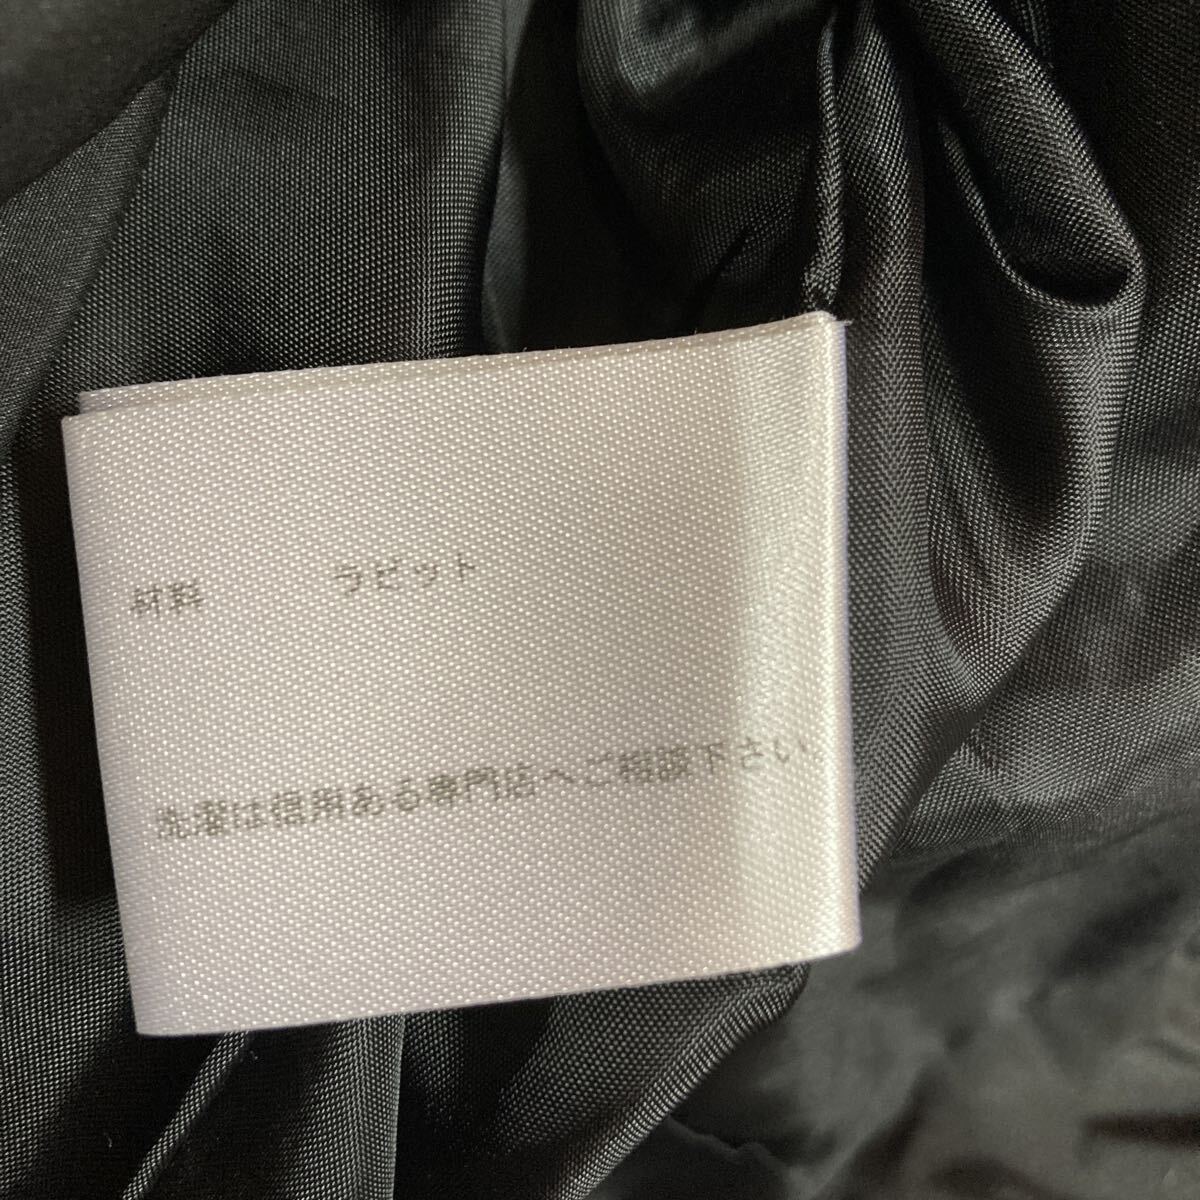 材料 ラビット
洗濯は信用ある専門店へご相談下さい